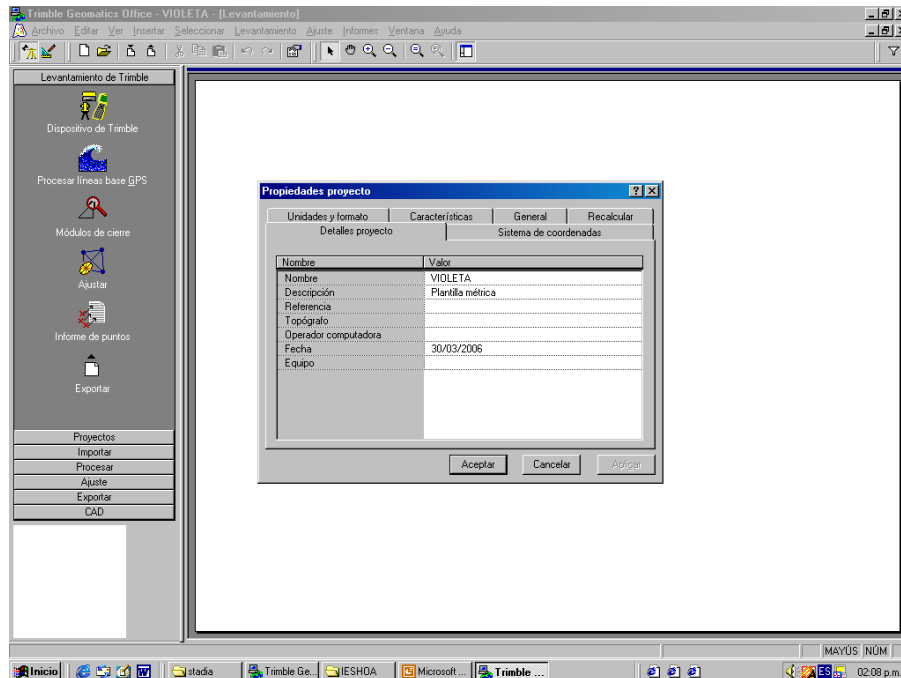 Trimble Geomatics Office - VIOLETA - [Levantamiento]
Archivo Editar Ver Insertar Seleccionar Levantamiento Ajuste Informes Ventana Ayuda
Levantamiento de Trimble
Dispositivo de Trimble
Procesar líneas base GPS
Módulos de cierre
Ajustar
Informe de puntos
Exportar
Proyectos
Importar
Procesar
Ajuste
Exportar
CAD
Propiedades proyecto
Unidades y formato Características General Recalcular
Detalles proyecto Sistema de coordenadas
Nombre Valor
Nombre VIOLETA
Descripción Plantilla métrica
Referencia
Topógrafo
Operador computadora
Fecha 30/03/2006
Equipo
Aceptar Cancelar Aplicar
MAYÚS NÚM
Inicio stadia Trimble Ge... IESHOA Microsoft ... Trimble ... ES 02:08 p.m.